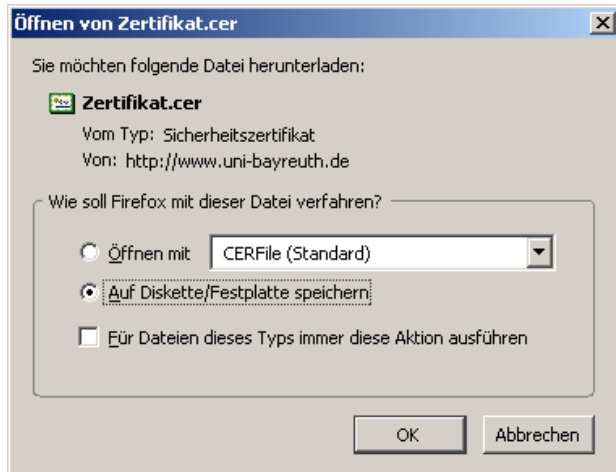 Öffnen von Zertifikat.cer
Sie möchten folgende Datei herunterladen:
Zertifikat.cer
Vom Typ: Sicherheitszertifikat
Von: http://www.uni-bayreuth.de
Wie soll Firefox mit dieser Datei verfahren?
Öffnen mit CERFile (Standard)
Auf Diskette/Festplatte speichern
Für Dateien dieses Typs immer diese Aktion ausführen
OK Abbrechen